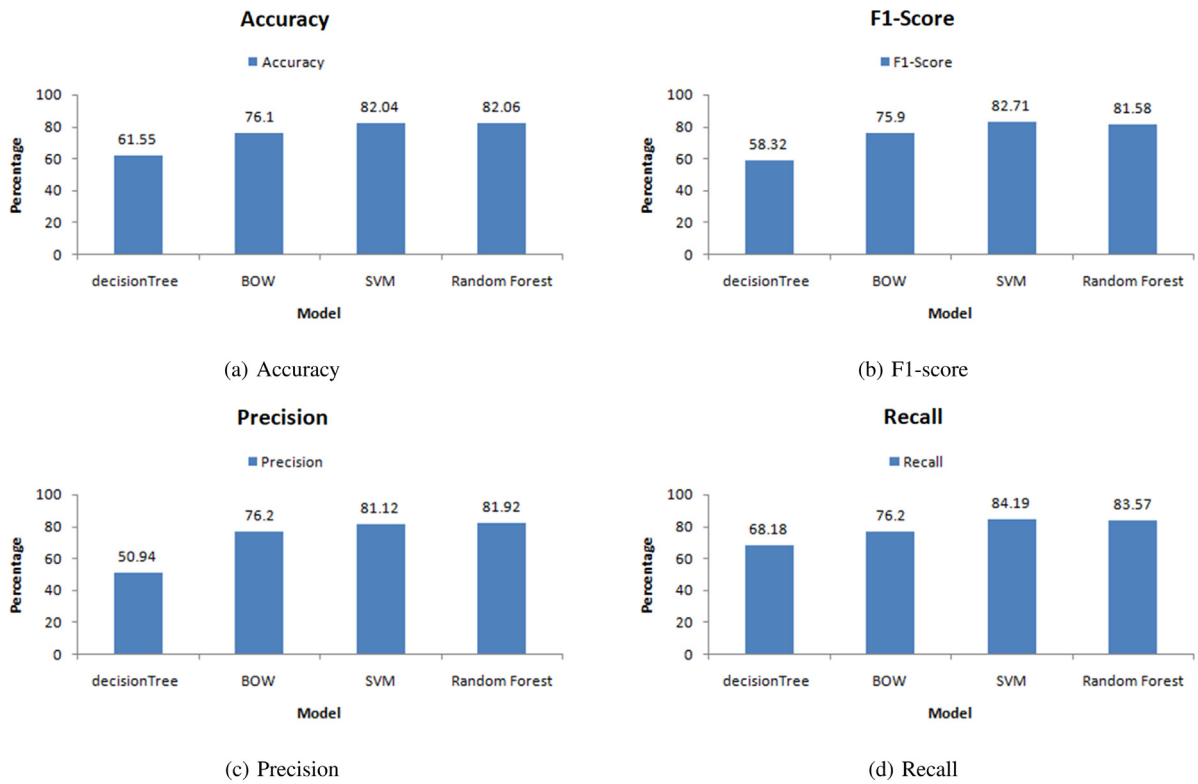 Accuracy
Accuracy
100
80
60
40
20
0
Percentage
61.55
76.1
82.04
82.06
decisionTree BOW SVM Random Forest
Model
(a) Accuracy
F1-Score
F1-Score
100
80
60
40
20
0
Percentage
58.32
75.9
82.71
81.58
decisionTree BOW SVM Random Forest
Model
(b) F1-score
Precision
Precision
100
80
60
40
20
0
Percentage
50.94
76.2
81.12
81.92
decisionTree BOW SVM Random Forest
Model
(c) Precision
Recall
Recall
100
80
60
40
20
0
Percentage
68.18
76.2
84.19
83.57
decisionTree BOW SVM Random Forest
Model
(d) Recall